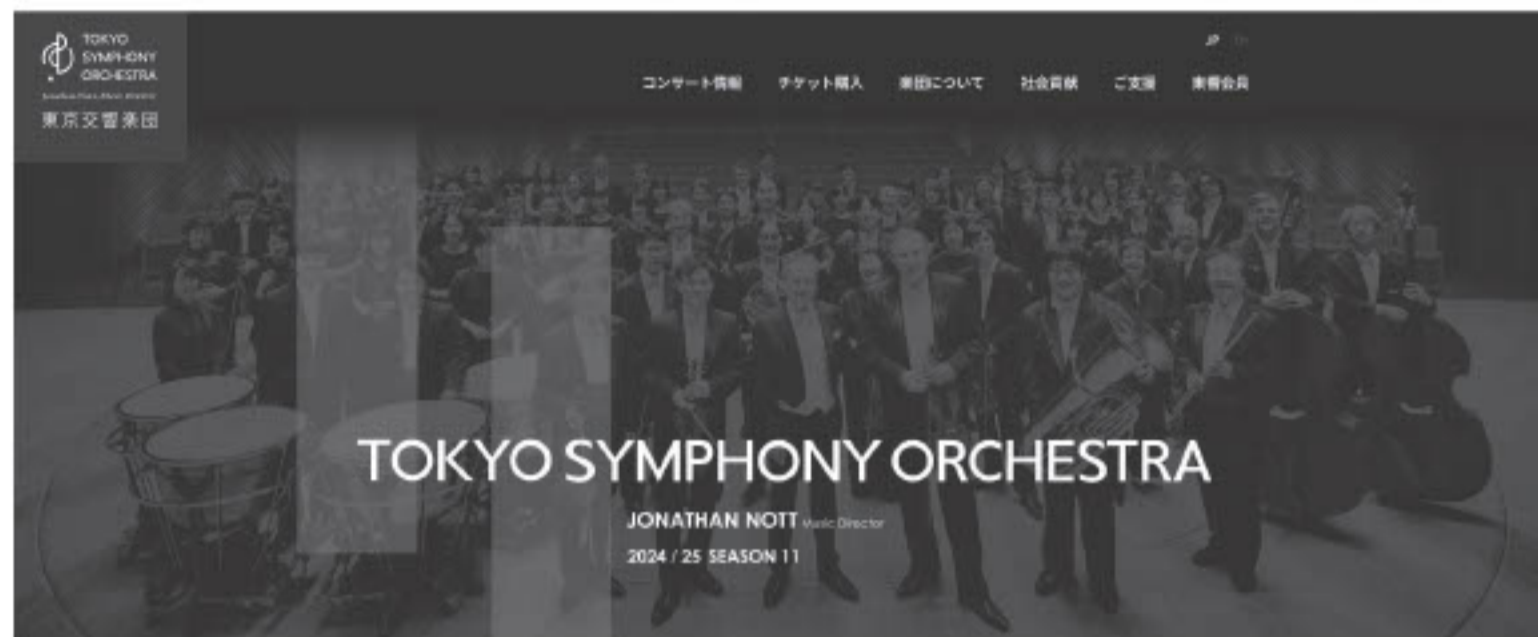 TOKYO
SYMPHONY
ORCHESTRA
東京交響楽団
JP
コンサート情報 チケット購入 楽団について 社会貢献 ご支援 東響会員
TOKYO SYMPHONY ORCHESTRA
JONATHAN NOTT Music Director
2024 / 25 SEASON 11